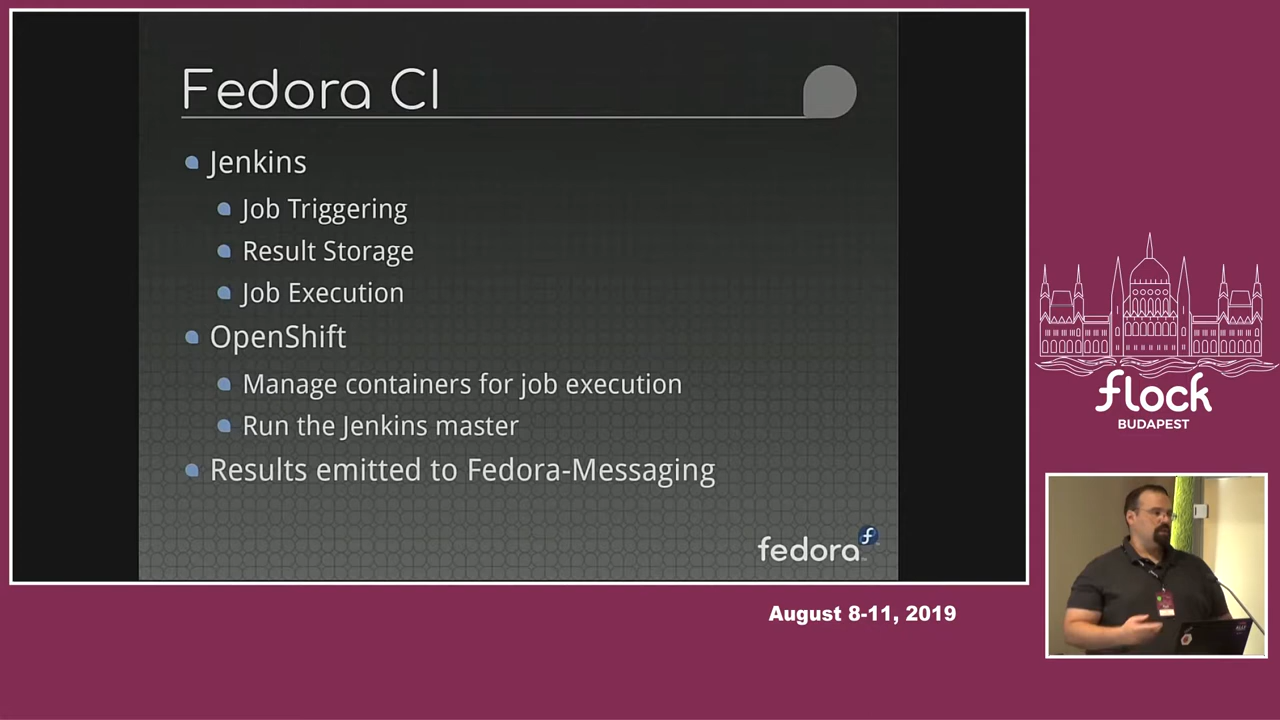 Fedora CI
Jenkins
Job Triggering
Result Storage
Job Execution
OpenShift
Manage containers for job execution
Run the Jenkins master
Results emitted to Fedora-Messaging
fedora
flock
BUDAPEST
August 8-11, 2019